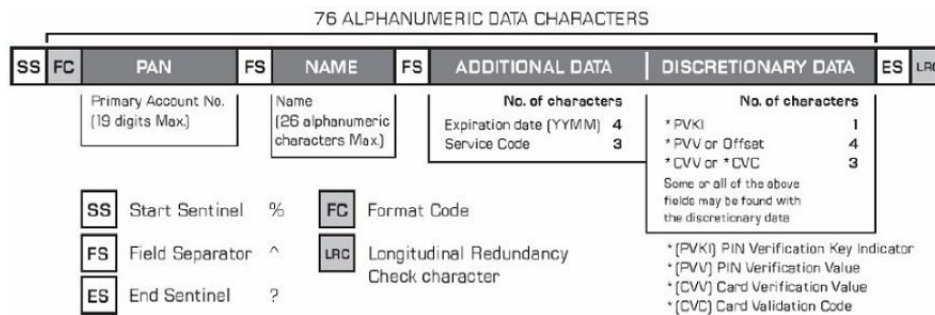 76 ALPHANUMERIC DATA CHARACTERS
SS FC PAN FS NAME FS ADDITIONAL DATA DISCRETIONARY DATA ES LRC
Primary Account No.
(19 digits Max.)
Name
(26 alphanumeric
characters Max.)
No. of characters
Expiration date (YYMM) 4
Service Code 3
No. of characters
*PVKI 1
*PVV or Offset 4
*CVV or *CVC 3
Some or all of the above
fields may be found with
the discretionary data
SS Start Sentinel %
FS Field Separator ^
ES End Sentinel ?
FC Format Code
LRC Longitudinal Redundancy
Check character
*(PVKI) PIN Verification Key Indicator
*(PVV) PIN Verification Value
*(CVV) Card Verification Value
*(CVC) Card Validation Code